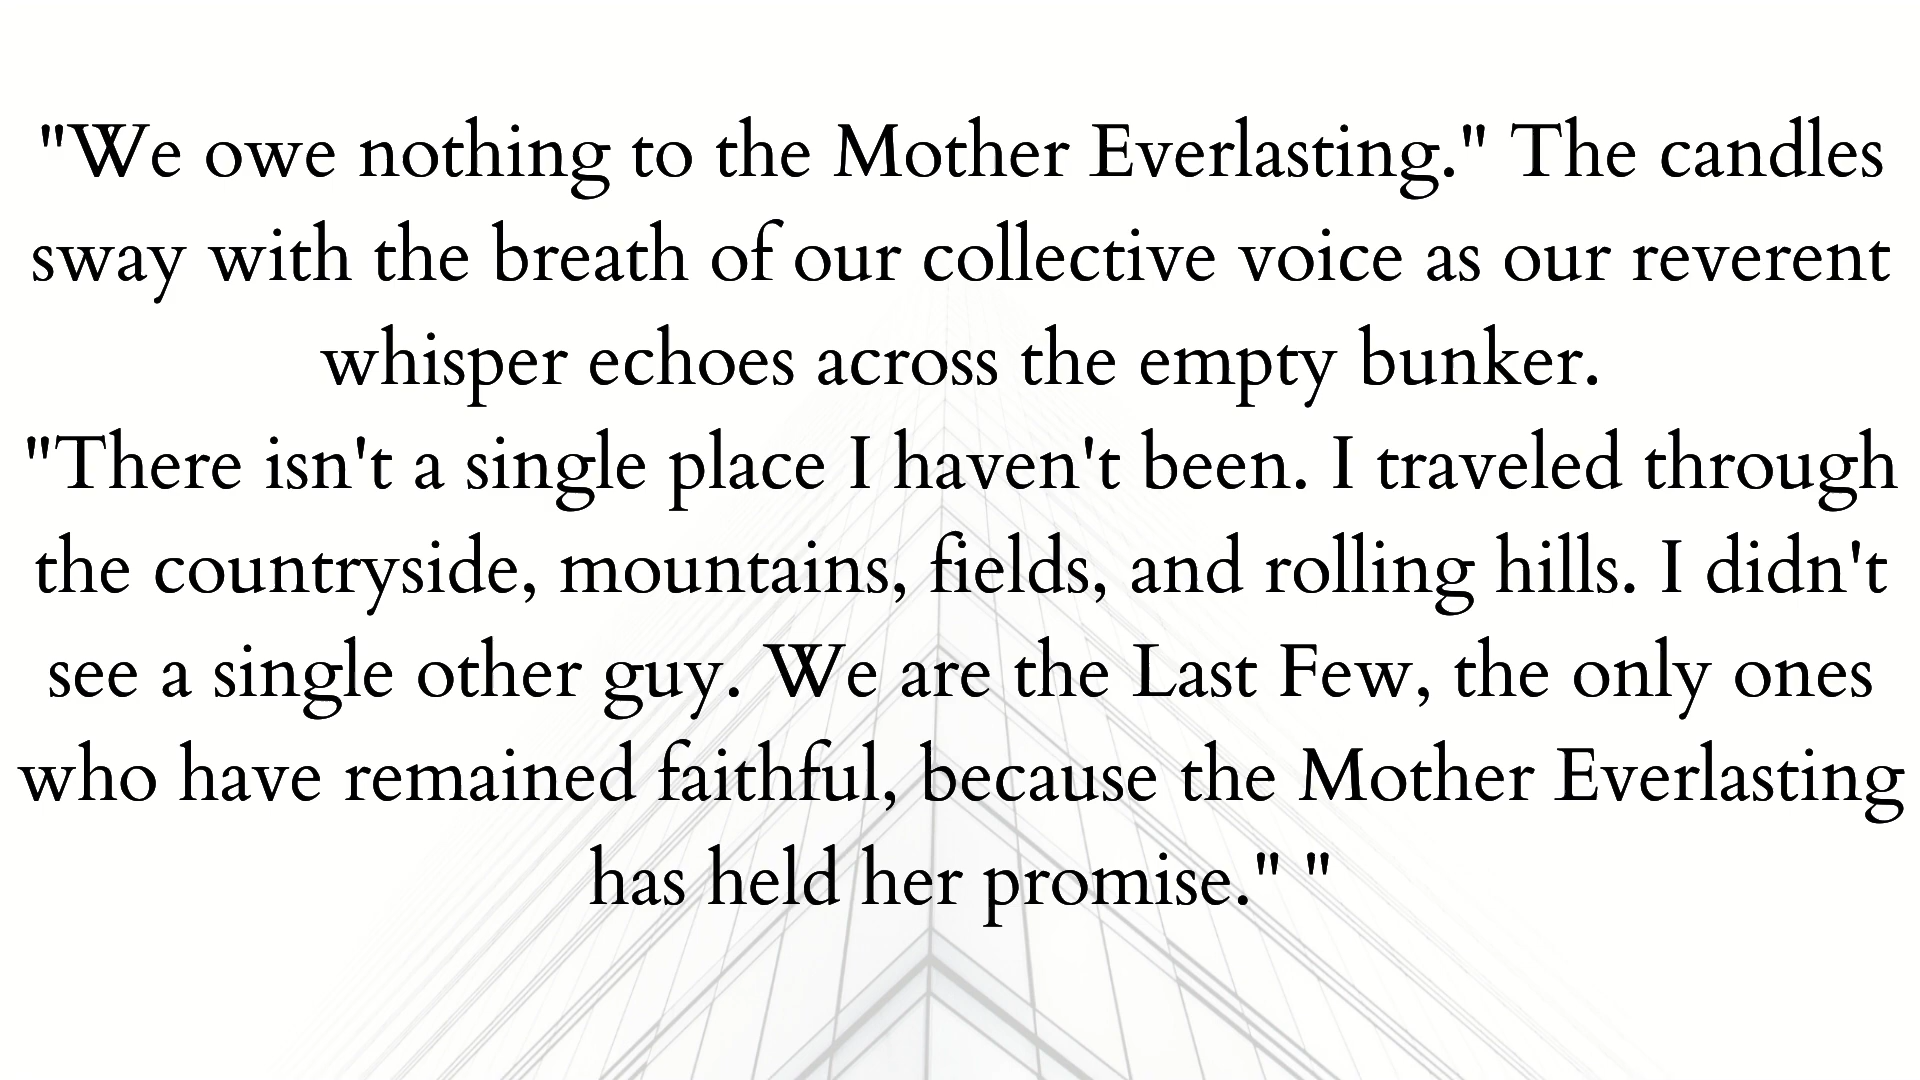 "We owe nothing to the Mother Everlasting." The candles
sway with the breath of our collective voice as our reverent
whisper echoes across the empty bunker.
"There isn't a single place I haven't been. I traveled through
the countryside, mountains, fields, and rolling hills. I didn't
see a single other guy. We are the Last Few, the only ones
who have remained faithful, because the Mother Everlasting
has held her promise." "